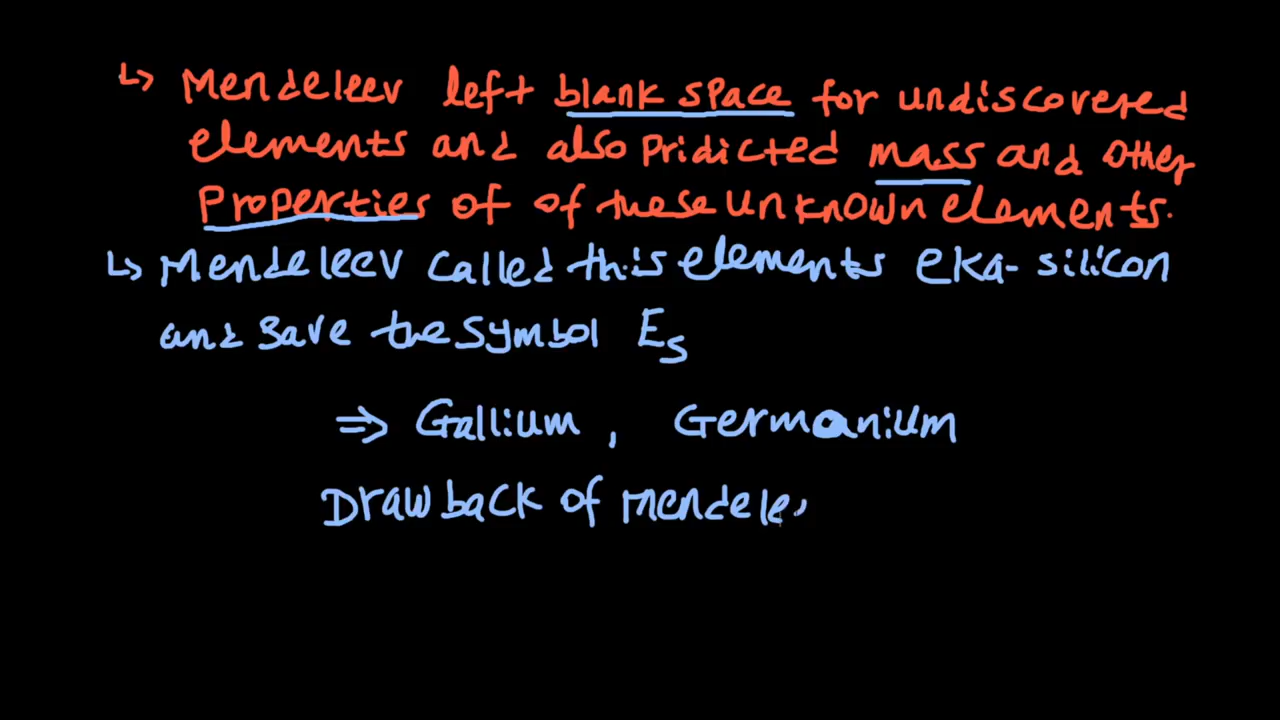 ↳ Mendeleev left blank space for undiscovered
elements and also Pridicted mass and other
Properties of of these unknown elements.
↳ Mendeleev called this elements eka-silicon
and gave the symbol Es
⇒ Gallium, Germanium
Drawback of mendele